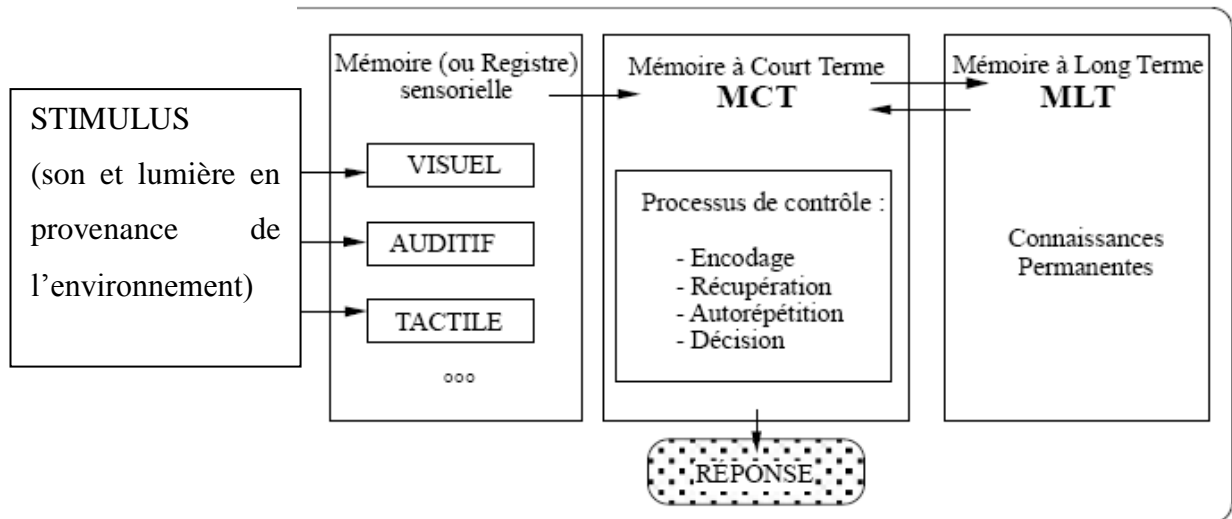 STIMULUS
(son et lumière en
provenance de
l’environnement)
Mémoire (ou Registre)
sensorielle
VISUEL
AUDITIF
TACTILE
°°°
Mémoire à Court Terme
MCT
Processus de contrôle :
- Encodage
- Récupération
- Autorépétition
- Décision
RÉPONSE
Mémoire à Long Terme
MLT
Connaissances
Permanentes